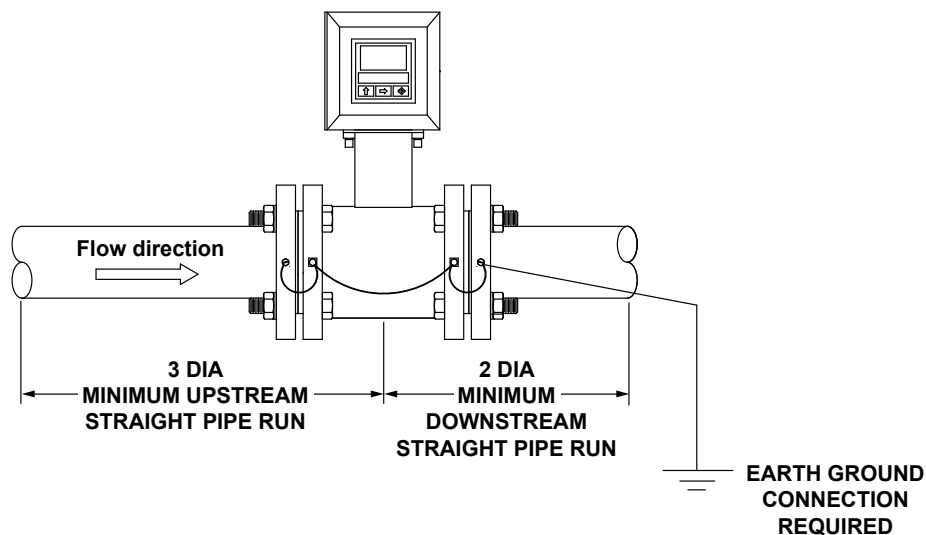 Flow direction
3 DIA
MINIMUM UPSTREAM
STRAIGHT PIPE RUN
2 DIA
MINIMUM
DOWNSTREAM
STRAIGHT PIPE RUN
EARTH GROUND
CONNECTION
REQUIRED